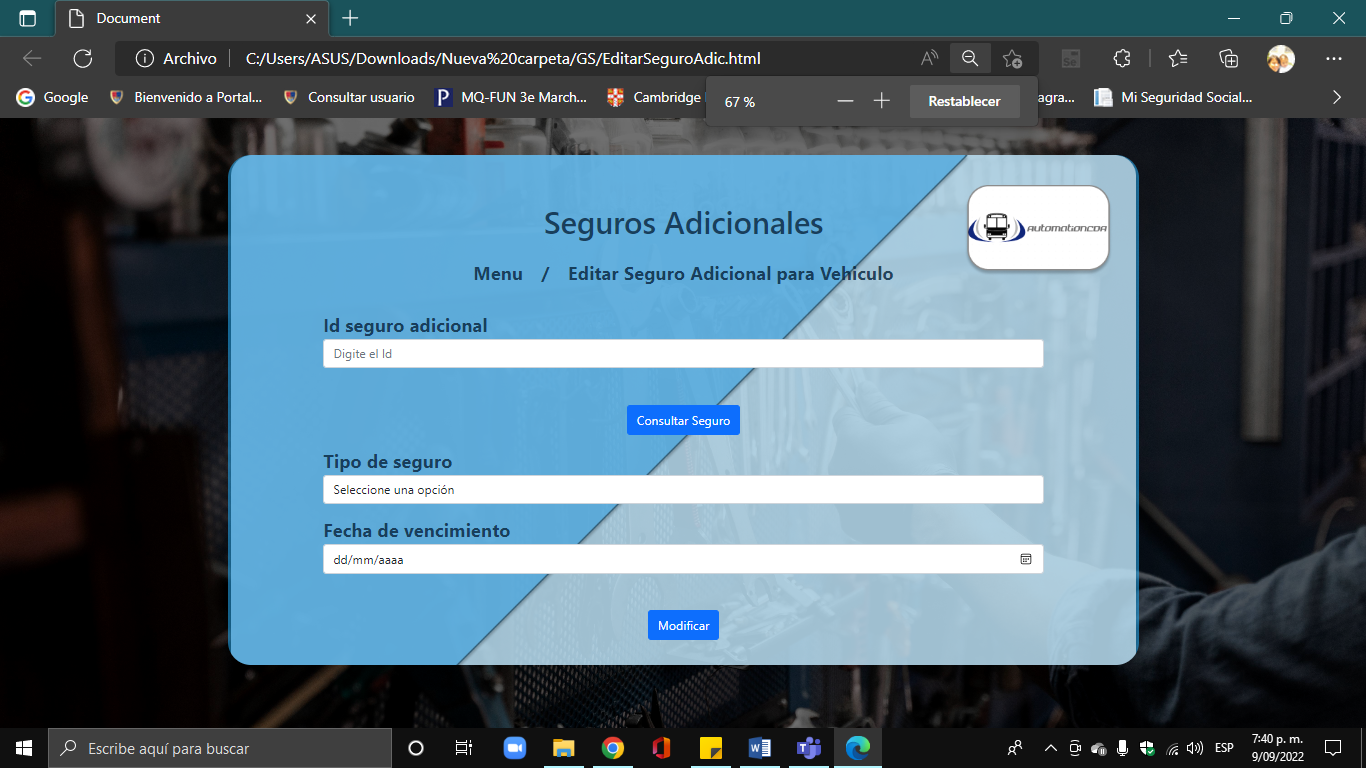 Document
Archivo
C:/Users/ASUS/Downloads/Nueva%20carpeta/GS/EditarSeguroAdic.html
Google
Bienvenido a Portal...
Consultar usuario
MQ-FUN 3e March...
Cambridge
67 %
Restablecer
agra...
Mi Seguridad Social...
Seguros Adicionales
AUTOMATIONCDA
Menu / Editar Seguro Adicional para Vehiculo
Id seguro adicional
Digite el Id
Consultar Seguro
Tipo de seguro
Seleccione una opción
Fecha de vencimiento
dd/mm/aaaa
Modificar
Escribe aquí para buscar
ESP
7:40 p. m.
9/09/2022